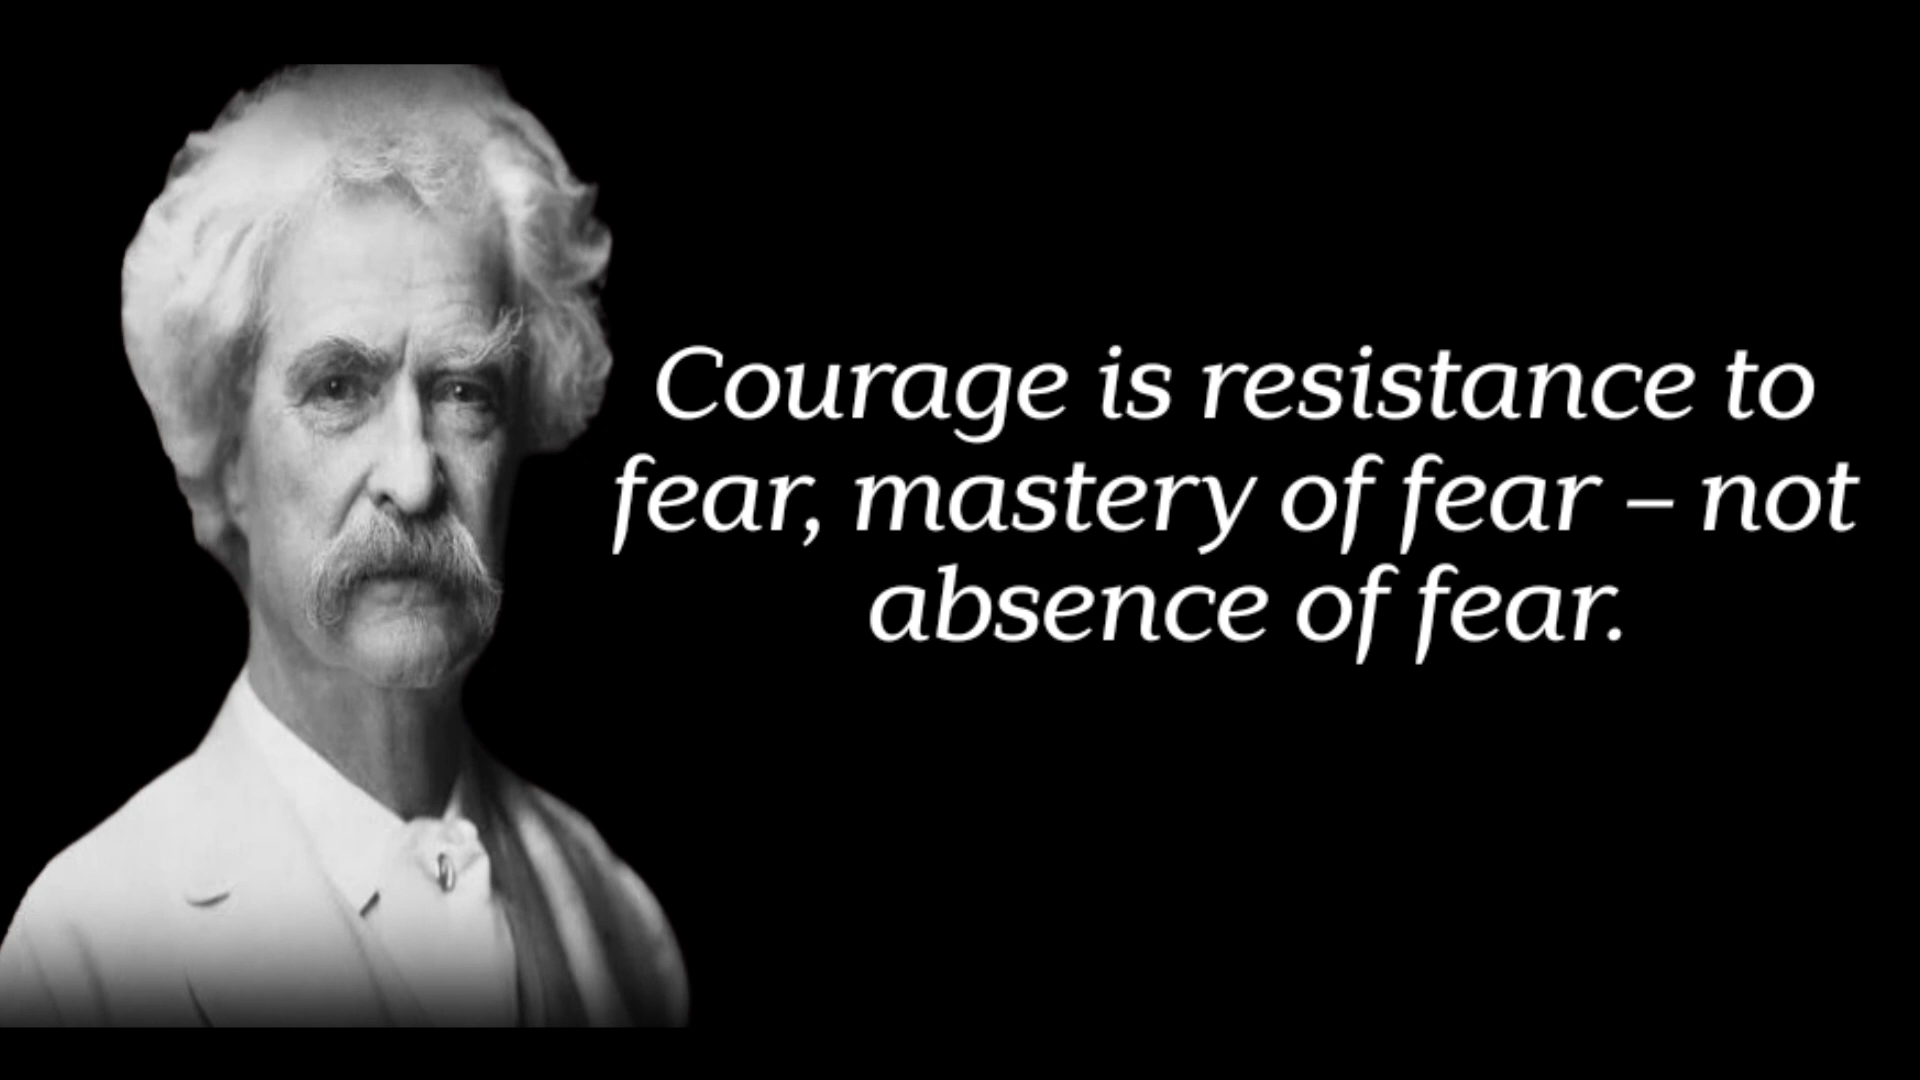 Courage is resistance to
fear, mastery of fear – not
absence of fear.